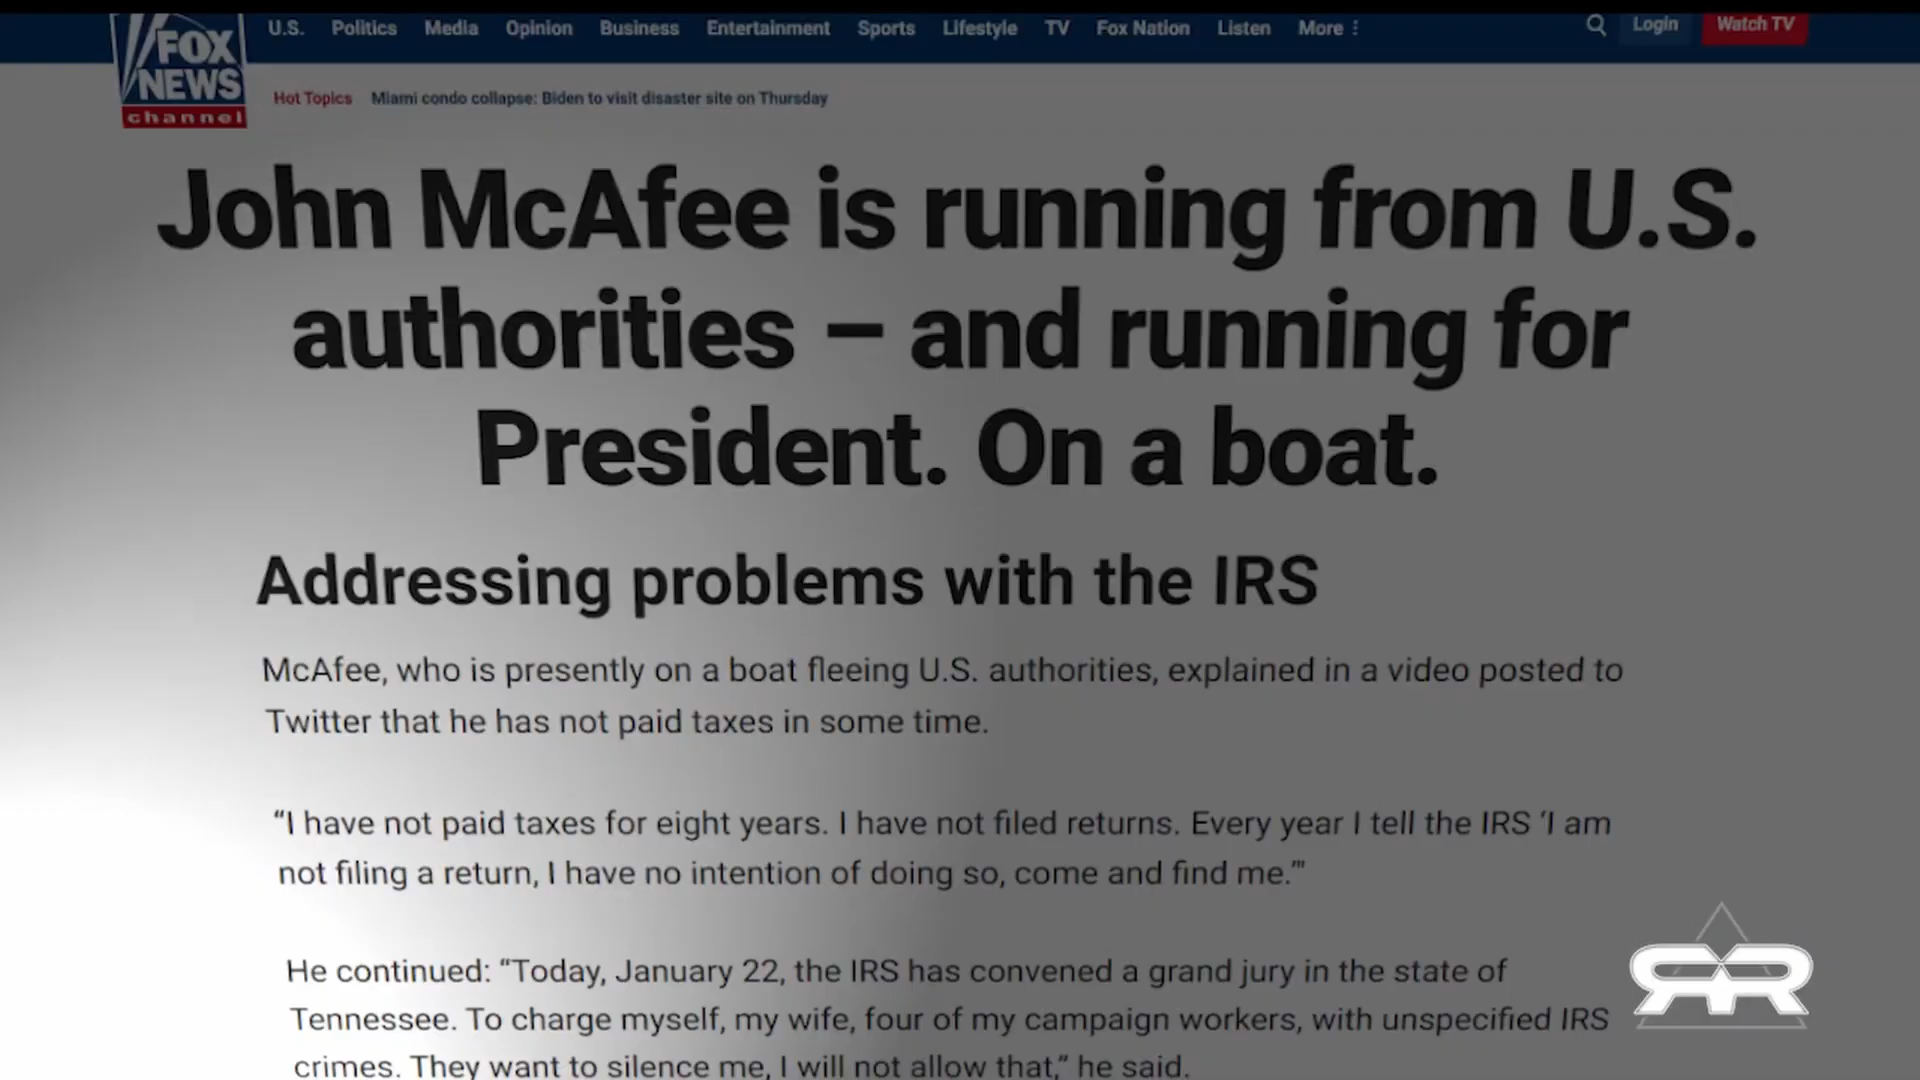 FOX
NEWS
channel
U.S. Politics Media Opinion Business Entertainment Sports Lifestyle TV Fox Nation Listen More Login Watch TV
Hot Topics Miami condo collapse: Biden to visit disaster site on Thursday
John McAfee is running from U.S.
authorities – and running for
President. On a boat.
Addressing problems with the IRS
McAfee, who is presently on a boat fleeing U.S. authorities, explained in a video posted to
Twitter that he has not paid taxes in some time.
“I have not paid taxes for eight years. I have not filed returns. Every year I tell the IRS ‘I am
not filing a return, I have no intention of doing so, come and find me.’”
He continued: “Today, January 22, the IRS has convened a grand jury in the state of
Tennessee. To charge myself, my wife, four of my campaign workers, with unspecified IRS
crimes. They want to silence me, I will not allow that,” he said.
RR